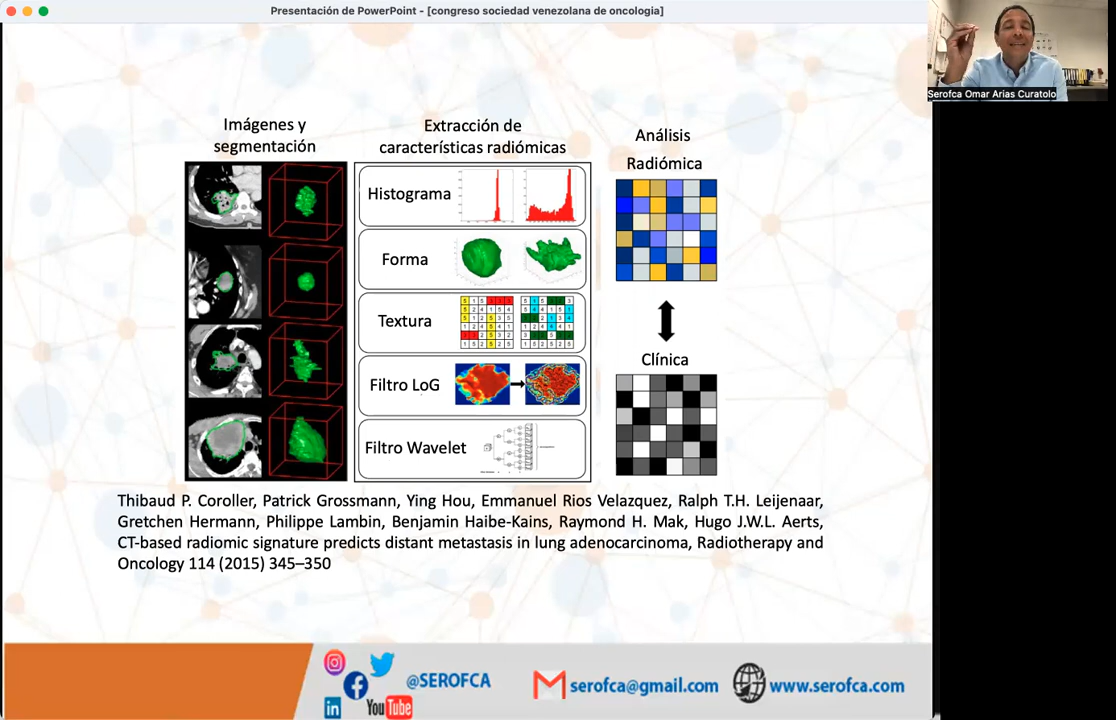 Presentación de PowerPoint - [congreso sociedad venezolana de oncologia]
Serofca Omar Arias Curatolo
Imágenes y
segmentación
Extracción de
características radiómicas
Análisis
Radiómica
Histograma
Forma
Textura
Filtro LoG
Filtro Wavelet
Clínica
Thibaud P. Coroller, Patrick Grossmann, Ying Hou, Emmanuel Rios Velazquez, Ralph T.H. Leijenaar,
Gretchen Hermann, Philippe Lambin, Benjamin Haibe-Kains, Raymond H. Mak, Hugo J.W.L. Aerts,
CT-based radiomic signature predicts distant metastasis in lung adenocarcinoma, Radiotherapy and
Oncology 114 (2015) 345–350
@SEROFCA
in
YouTube
serofca@gmail.com
www.serofca.com